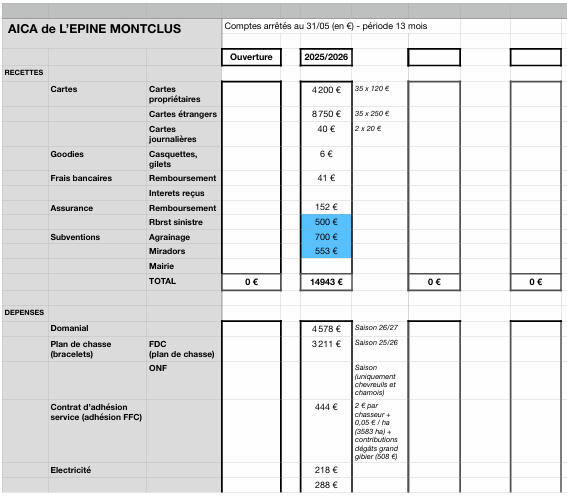 AICA de L'EPINE MONTCLUS
Comptes arrêtés au 31/05 (en €) - période 13 mois
Ouverture 2025/2026
RECETTES
Cartes Cartes propriétaires 4 200 € 35 x 120 €
Cartes étrangers 8 750 € 35 x 250 €
Cartes journalières 40 € 2 x 20 €
Goodies Casquettes, gilets 6 €
Frais bancaires Remboursement 41 €
Interets reçus
Assurance Remboursement 152 €
Rbrst sinistre 500 €
Subventions Agrainage 700 €
Miradors 553 €
Mairie
TOTAL 0 € 14943 € 0 € 0 €
DEPENSES
Domanial 4 578 € Saison 26/27
Plan de chasse (bracelets) FDC (plan de chasse) 3 211 € Saison 25/26
ONF Saison (uniquement chevreuils et chamois)
Contrat d'adhésion service (adhésion FFC) 444 € 2 € par chasseur + 0,05 € / ha (3583 ha) + contributions dégâts grand gibier (508 €)
Electricité 218 €
288 €